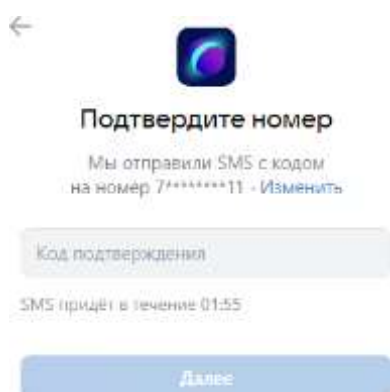 Подтвердите номер
Мы отправили SMS с кодом
на номер 7********11 - Изменить
Код подтверждения
SMS придёт в течение 01:55
Далее